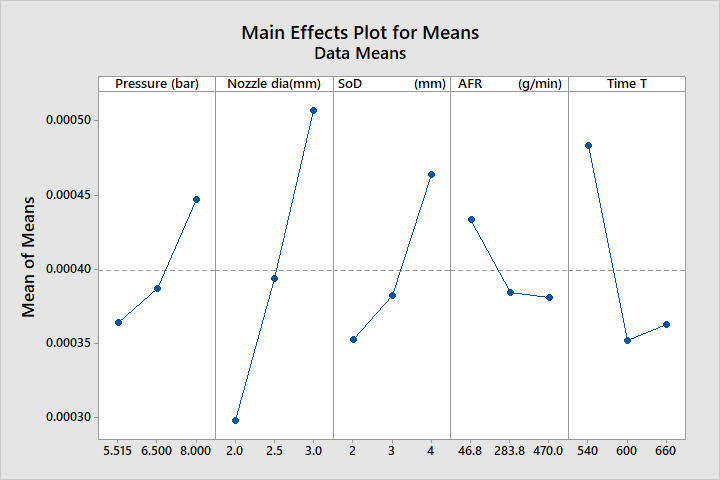 Main Effects Plot for Means
Data Means
Pressure (bar) Nozzle dia(mm) SoD (mm) AFR (g/min) Time T
Mean of Means
0.00050
0.00045
0.00040
0.00035
0.00030
5.515 6.500 8.000 2.0 2.5 3.0 2 3 4 46.8 283.8 470.0 540 600 660